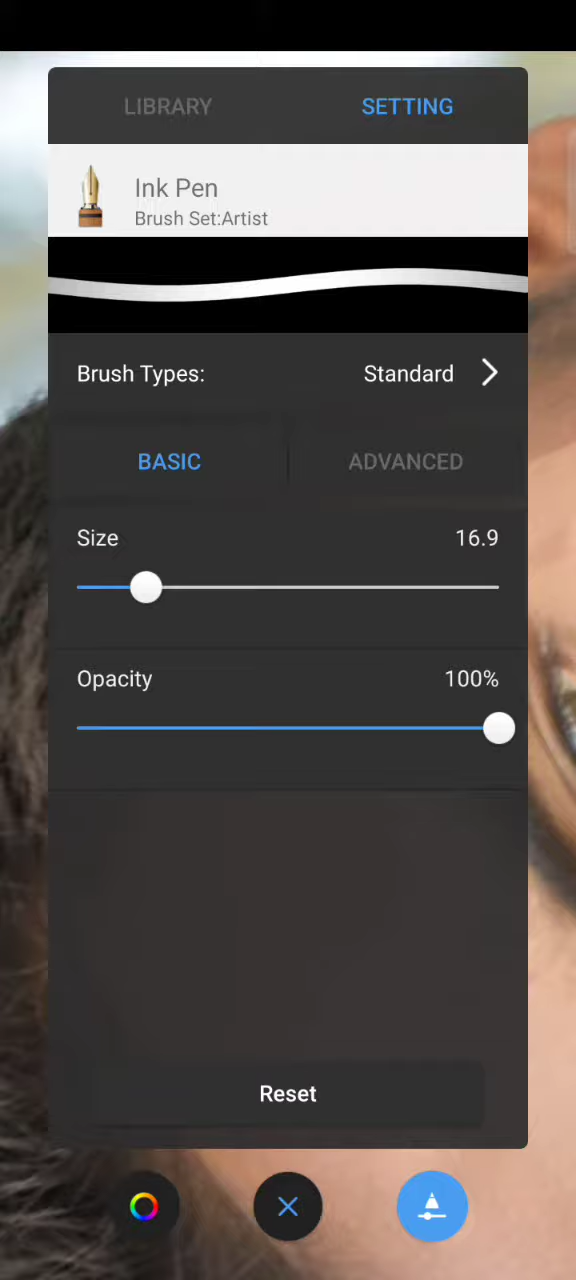 LIBRARY SETTING
Ink Pen
Brush Set:Artist
Brush Types: Standard
BASIC ADVANCED
Size 16.9
Opacity 100%
Reset